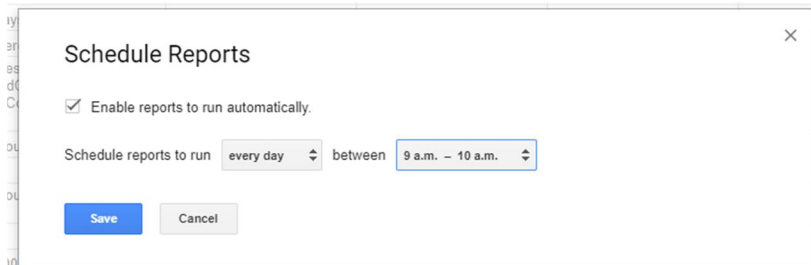 Schedule Reports
Enable reports to run automatically.
Schedule reports to run every day between 9 a.m. – 10 a.m.
Save Cancel